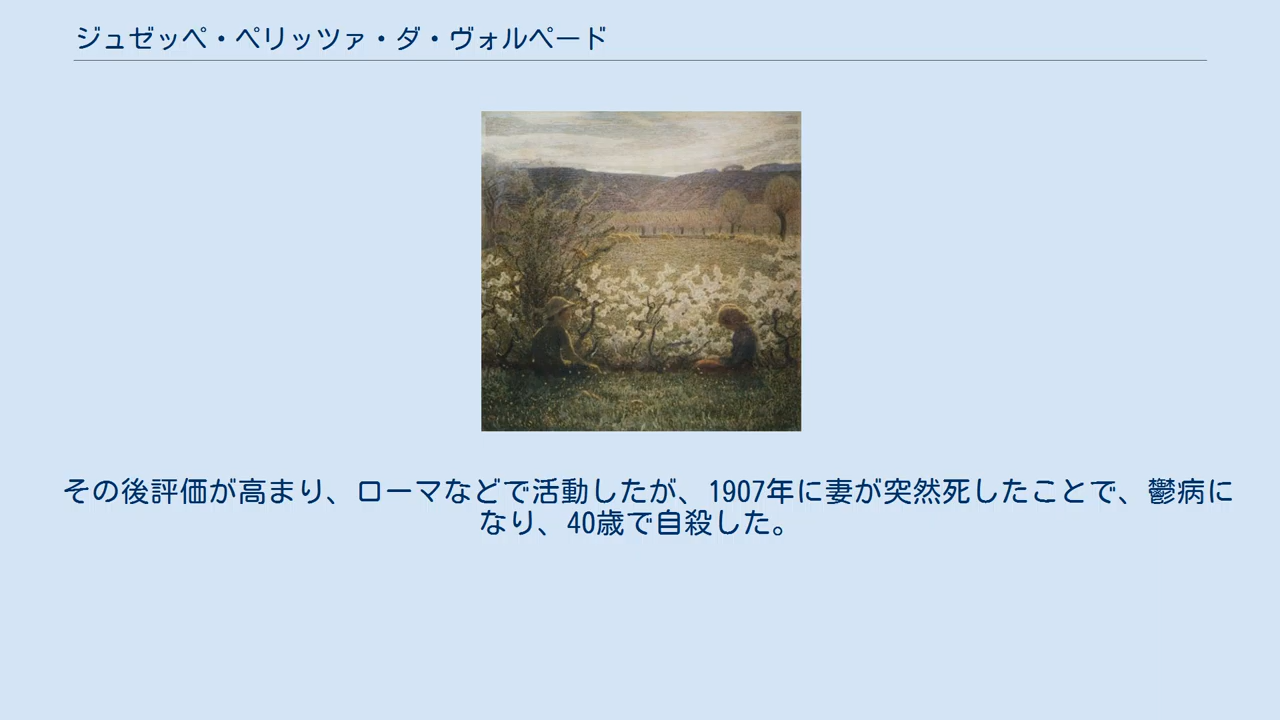 ジュゼッペ・ペリッツァ・ダ・ヴォルペード
その後評価が高まり、ローマなどで活動したが、1907年に妻が突然死したことで、鬱病に
なり、40歳で自殺した。